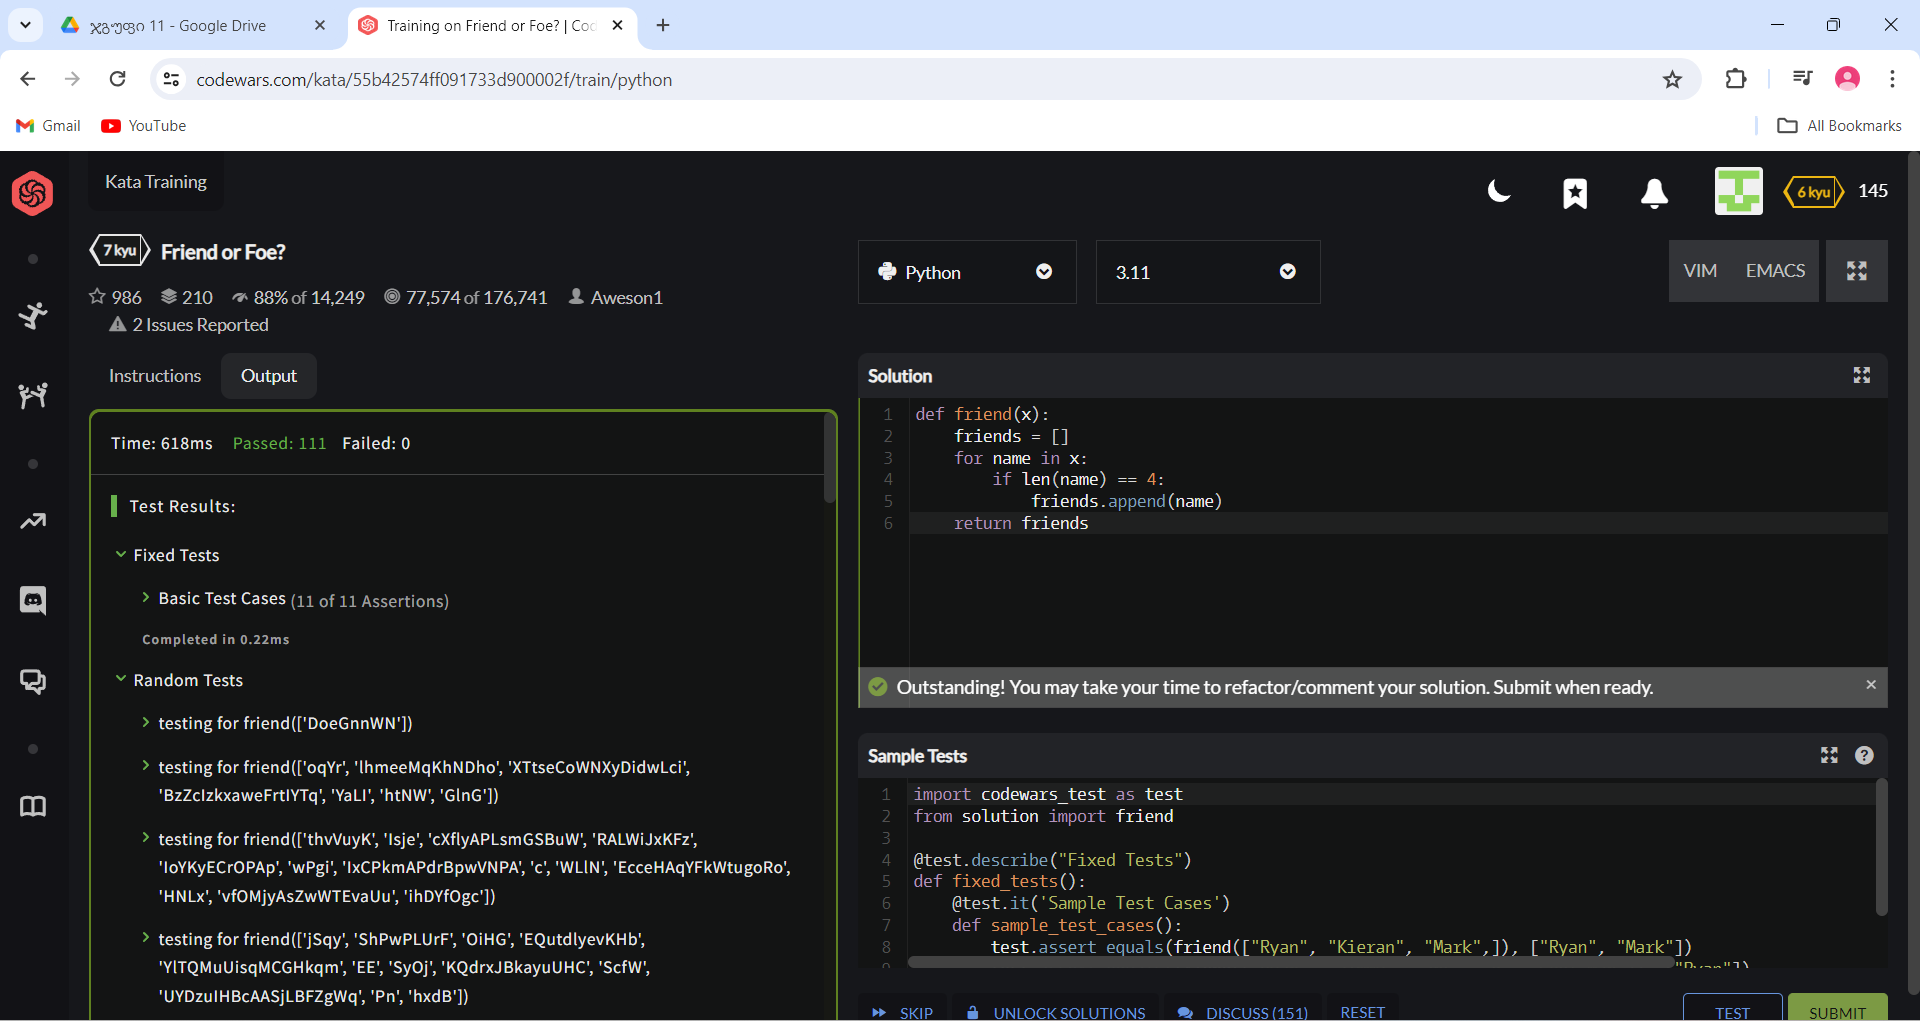 ჯგუფი 11 - Google Drive
Training on Friend or Foe? | Coc
codewars.com/kata/55b42574ff091733d900002f/train/python
Gmail
YouTube
All Bookmarks
Kata Training
6 kyu
145
7 kyu
Friend or Foe?
986
210
88% of 14,249
77,574 of 176,741
Aweson1
2 Issues Reported
Python
3.11
VIM
EMACS
Instructions
Output
Time: 618ms Passed: 111 Failed: 0
Test Results:
Fixed Tests
Basic Test Cases (11 of 11 Assertions)
Completed in 0.22ms
Random Tests
testing for friend(['DoeGnnWN'])
testing for friend(['oqYr', 'lhmeeMqKhNDho', 'XTtseCoWNXyDidwLci',
'BzZcIzkxaweFrtIYTq', 'YaLI', 'htNW', 'GlnG'])
testing for friend(['thvVuyK', 'Isje', 'cXflyAPLsmGSBuW', 'RALWiJxKFz',
'IoYKyECrOPAp', 'wPgi', 'IxCPkmAPdrBpwVNPA', 'c', 'WLlN', 'EcceHAqYFkWtugoRo',
'HNLx', 'vfOMjyAsZwWTEvaUu', 'ihDYfOgc'])
testing for friend(['jSqy', 'ShPwPLUrF', 'OiHG', 'EQutdlyevKHb',
'YlTQMuUisqMCGHkqm', 'EE', 'SyOj', 'KQdrxJBkayuUHC', 'ScfW',
'UYDzuIHBcAASjLBFZgWq', 'Pn', 'hxdB'])
Solution
1 def friend(x):
2 friends = []
3 for name in x:
4 if len(name) == 4:
5 friends.append(name)
6 return friends
Outstanding! You may take your time to refactor/comment your solution. Submit when ready.
Sample Tests
1 import codewars_test as test
2 from solution import friend
3
4 @test.describe("Fixed Tests")
5 def fixed_tests():
6 @test.it('Sample Test Cases')
7 def sample_test_cases():
8 test.assert_equals(friend(["Ryan", "Kieran", "Mark",]), ["Ryan", "Mark"])
SKIP
UNLOCK SOLUTIONS
DISCUSS (151)
RESET
TEST
SUBMIT